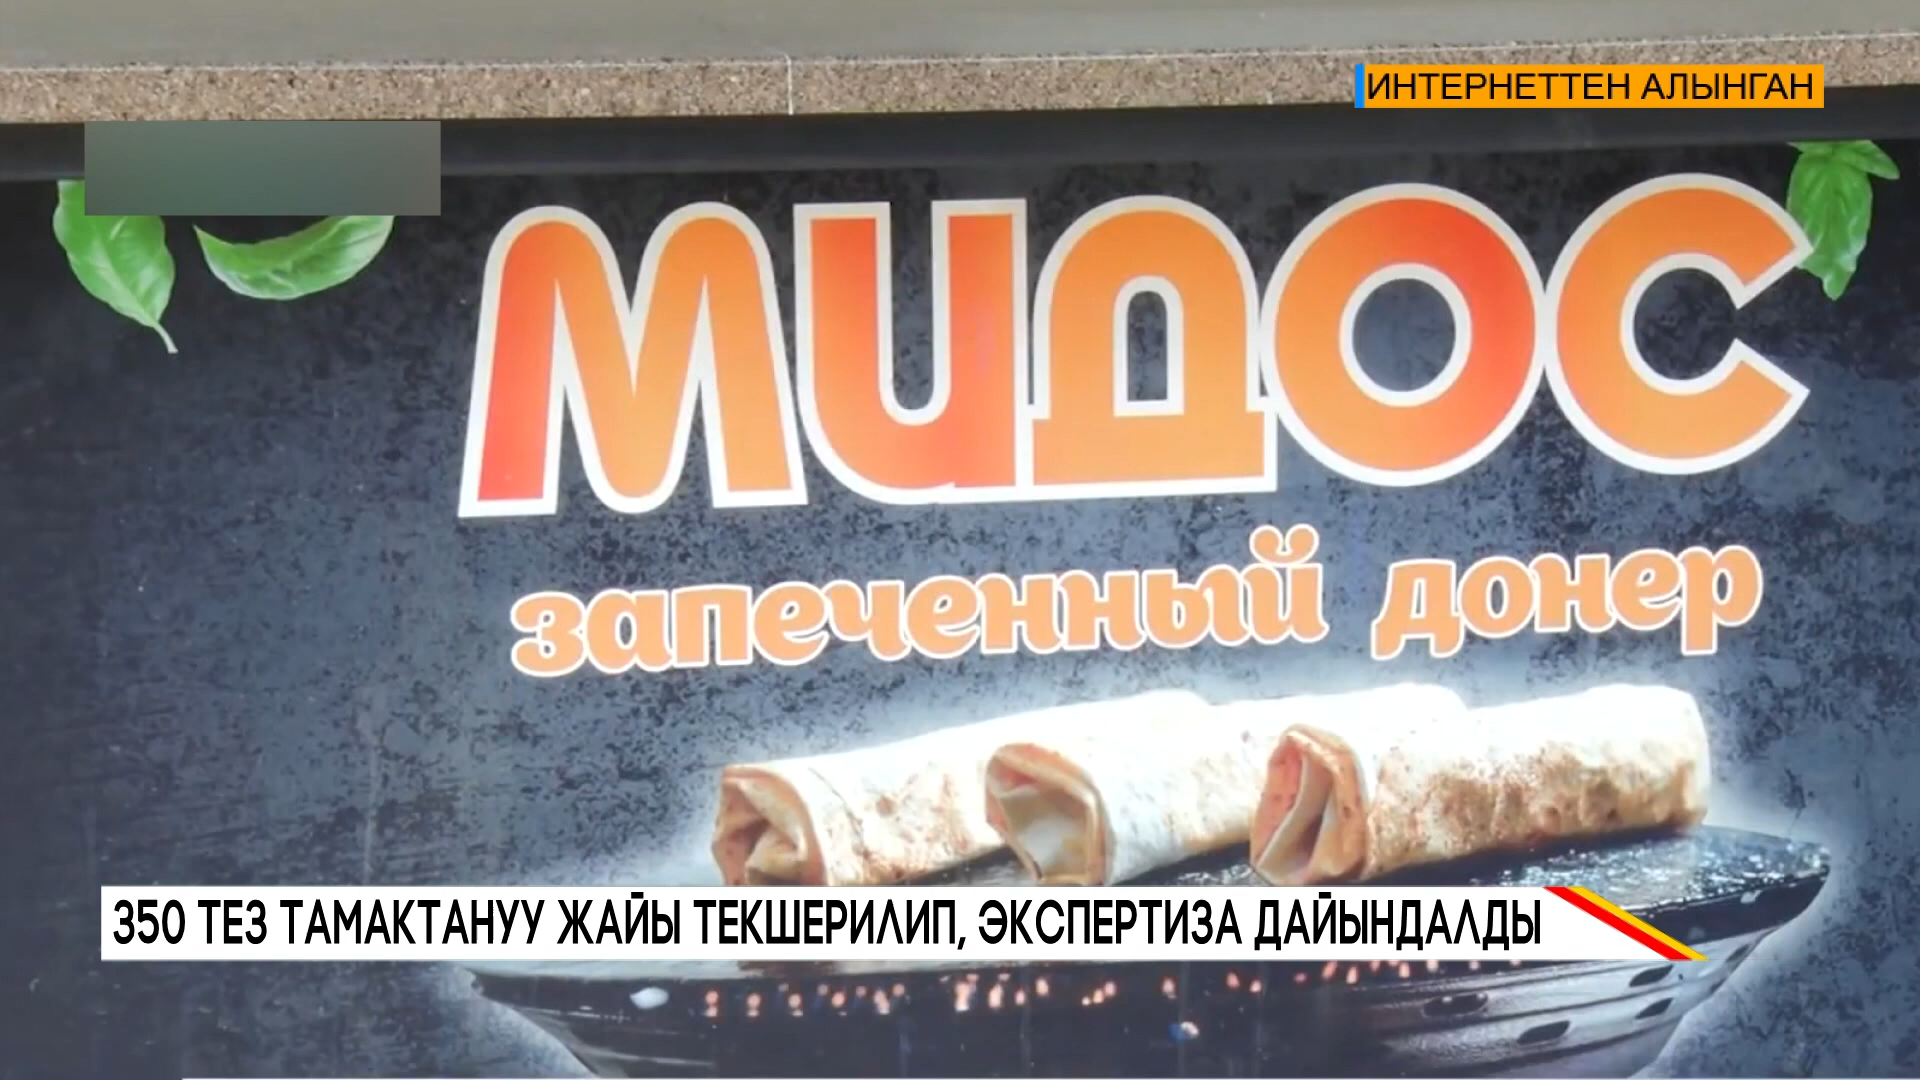 ИНТЕРНЕТТЕН АЛЫНГАН
МИДОС
запеченный донер
350 ТЕЗ ТАМАКТАНУУ ЖАЙЫ ТЕКШЕРИЛИП, ЭКСПЕРТИЗА ДАЙЫНДАЛДЫ